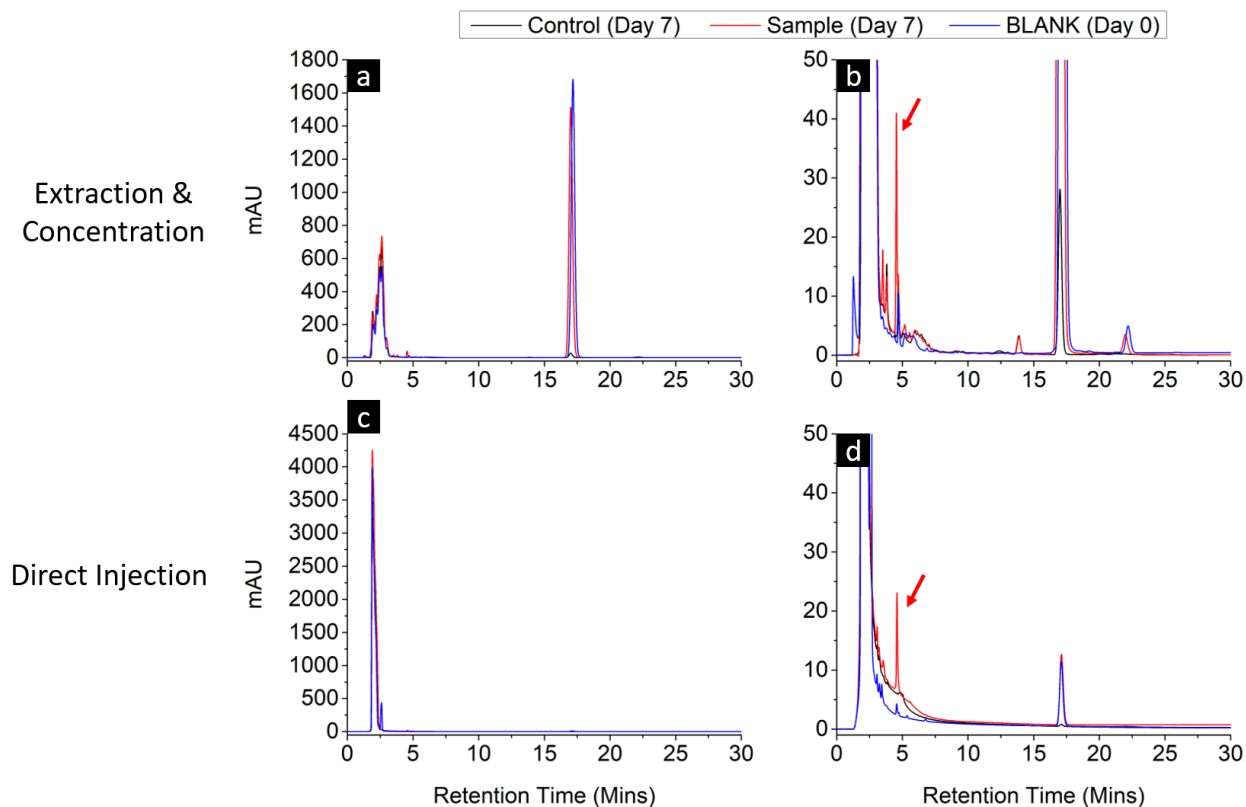 Control (Day 7) Sample (Day 7) BLANK (Day 0)
a
b
Extraction &
Concentration
mAU
1800
1600
1400
1200
1000
800
600
400
200
0
0 5 10 15 20 25 30
50
40
30
20
10
0
0 5 10 15 20 25 30
c
d
Direct Injection
mAU
4500
4000
3500
3000
2500
2000
1500
1000
500
0
0 5 10 15 20 25 30
50
40
30
20
10
0
0 5 10 15 20 25 30
Retention Time (Mins)
Retention Time (Mins)